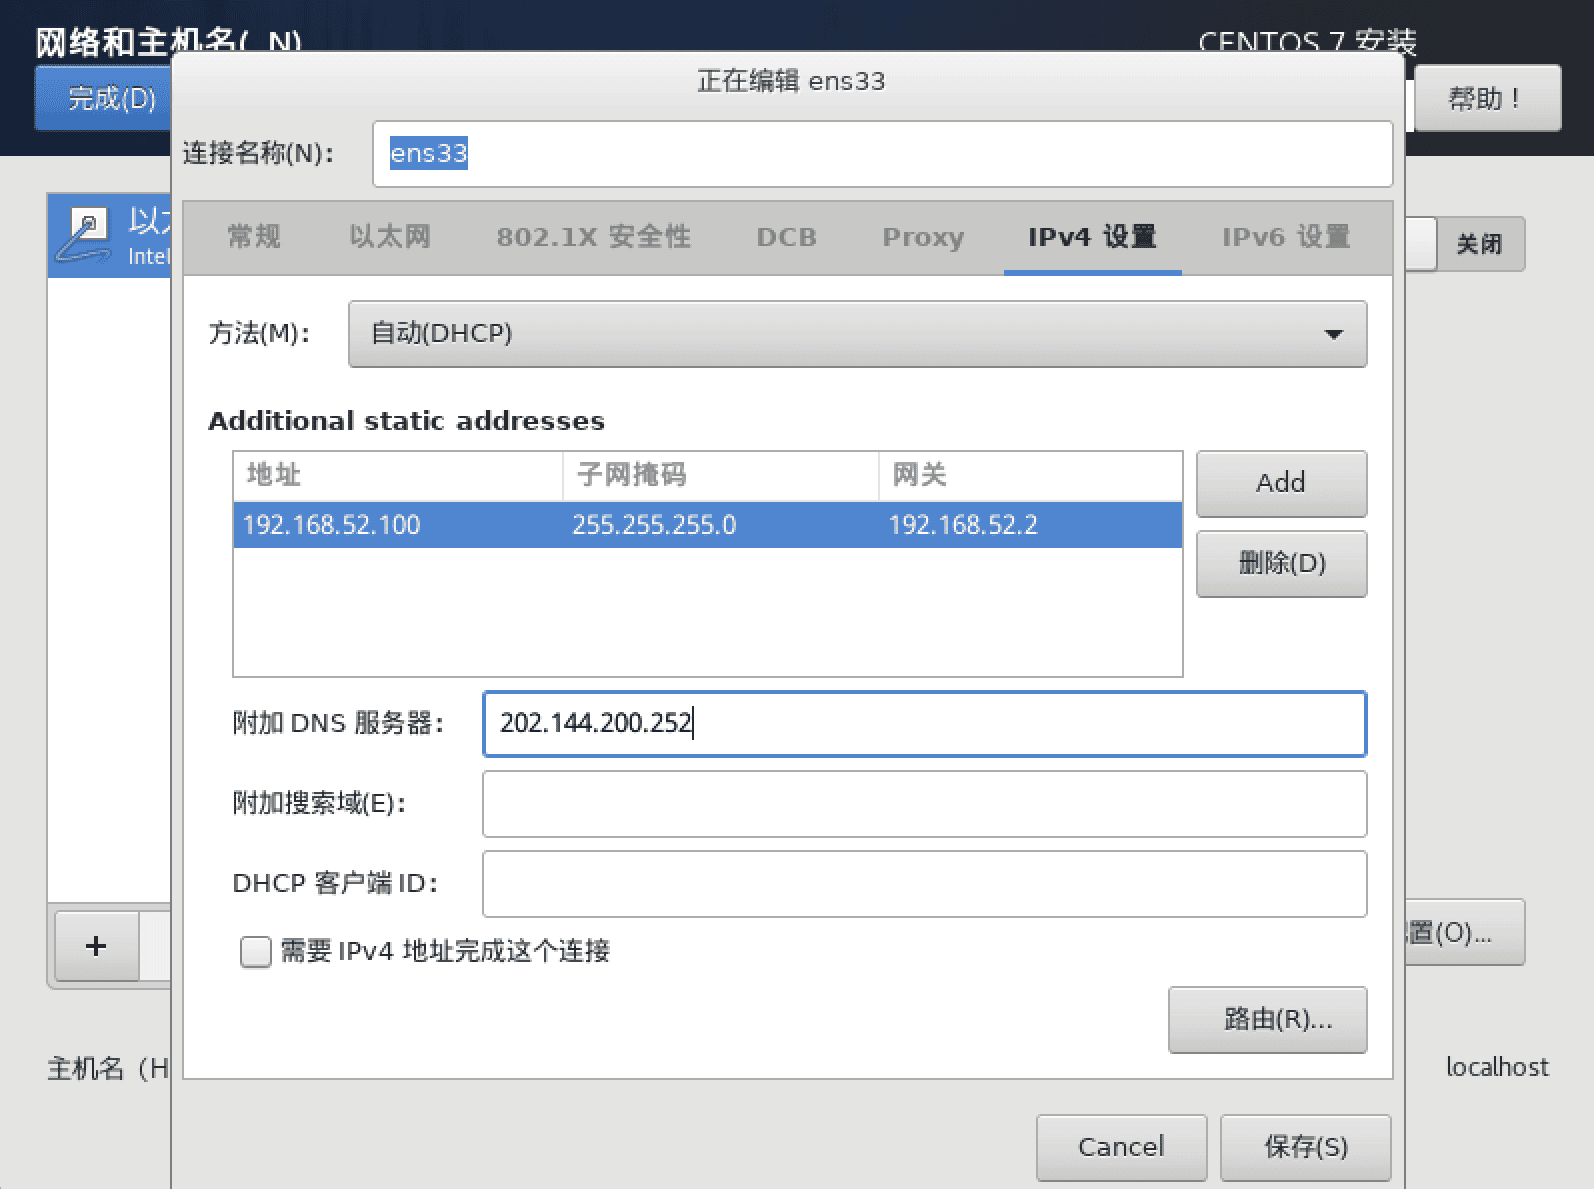 网络和主机名(_N)
CENTOS 7 安装
完成(D)
帮助！
正在编辑 ens33
连接名称(N)：
ens33
以太
Intel
关闭
常规
以太网
802.1X 安全性
DCB
Proxy
IPv4 设置
IPv6 设置
方法(M)：
自动(DHCP)
Additional static addresses
地址
子网掩码
网关
Add
192.168.52.100
255.255.255.0
192.168.52.2
删除(D)
附加 DNS 服务器：
202.144.200.252
附加搜索域(E)：
DHCP 客户端 ID：
+
置(O)...
需要 IPv4 地址完成这个连接
路由(R)...
主机名（H
localhost
Cancel
保存(S)